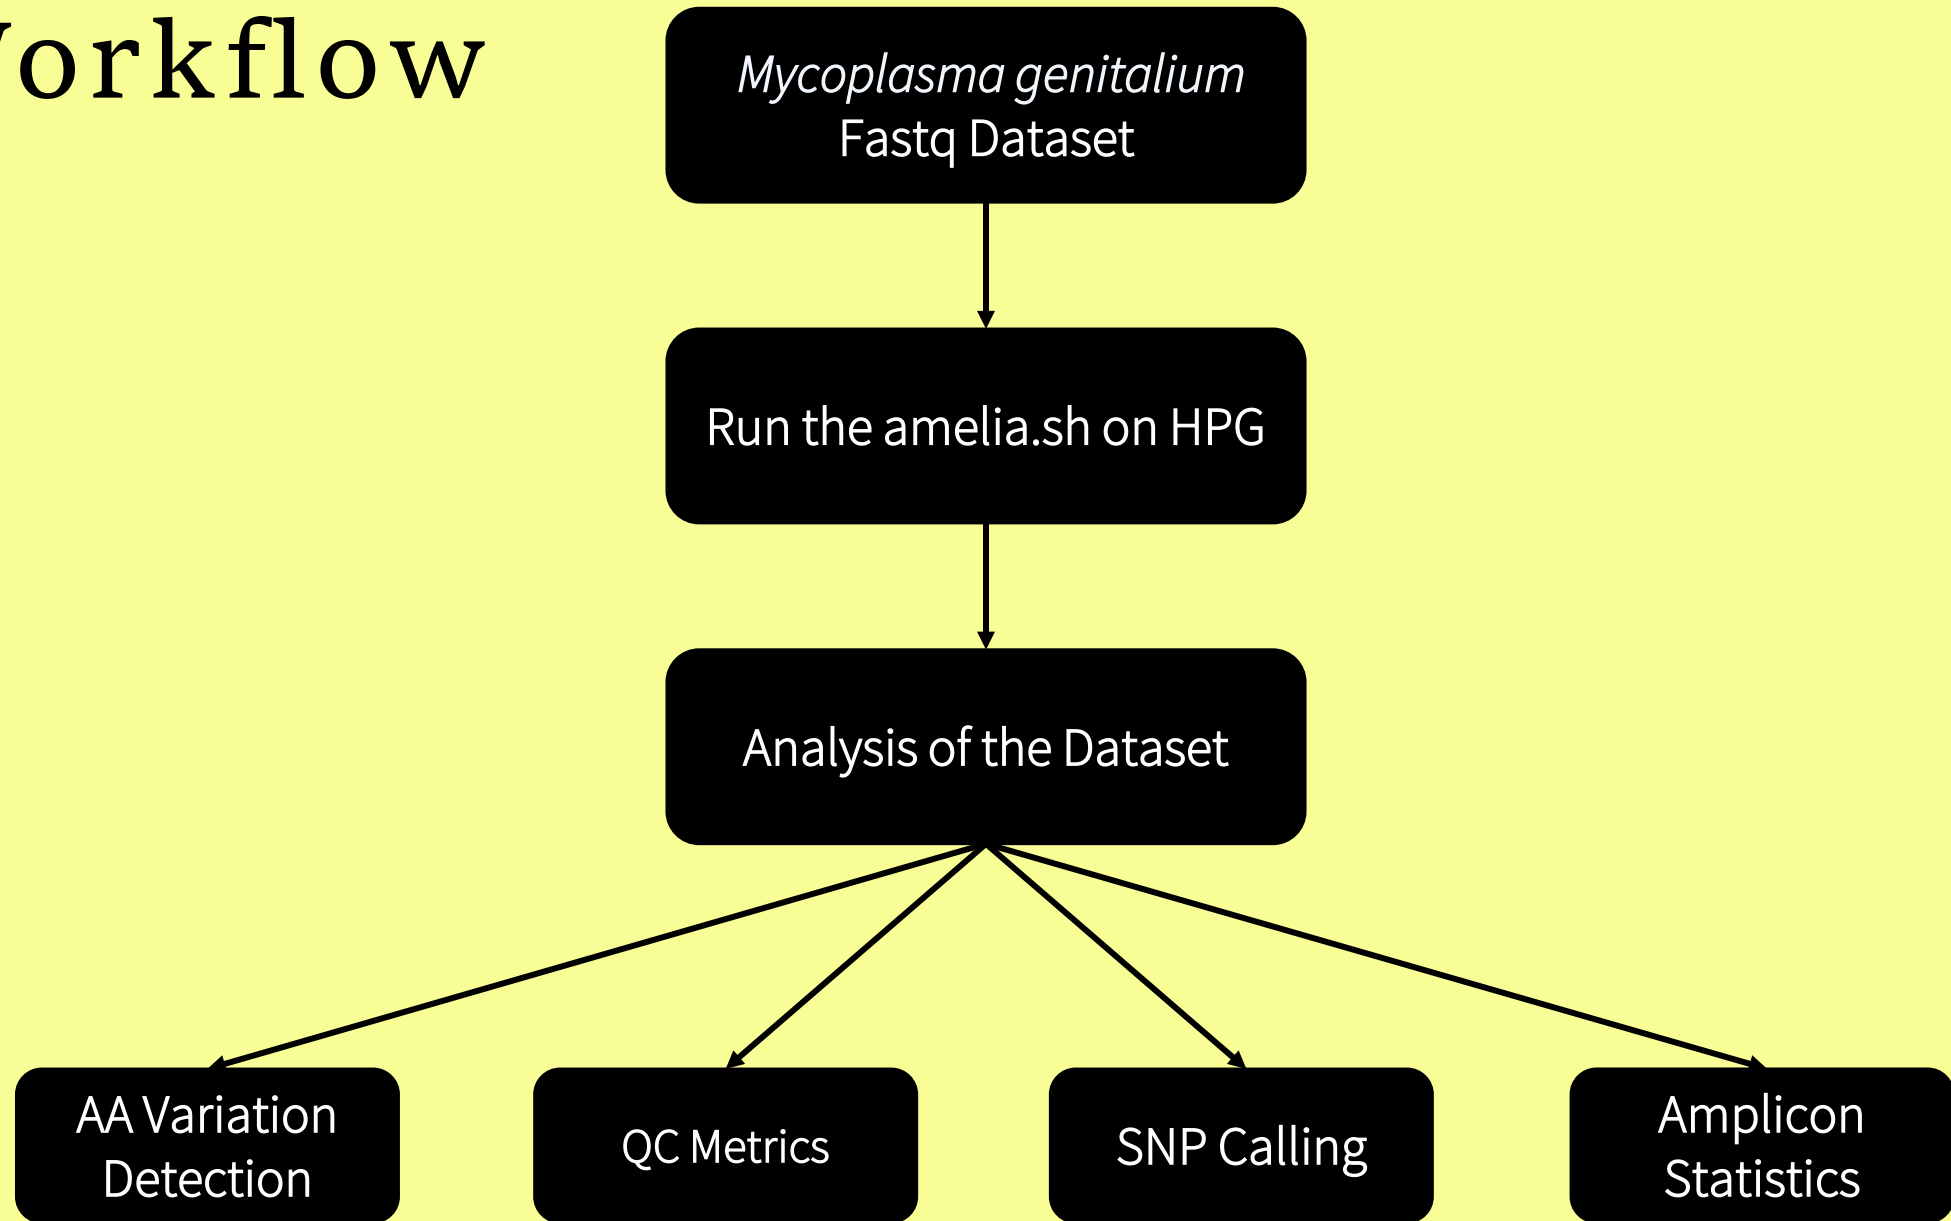 orkflow
Mycoplasma genitalium
Fastq Dataset
Run the amelia.sh on HPG
Analysis of the Dataset
AA Variation
Detection
QC Metrics
SNP Calling
Amplicon
Statistics